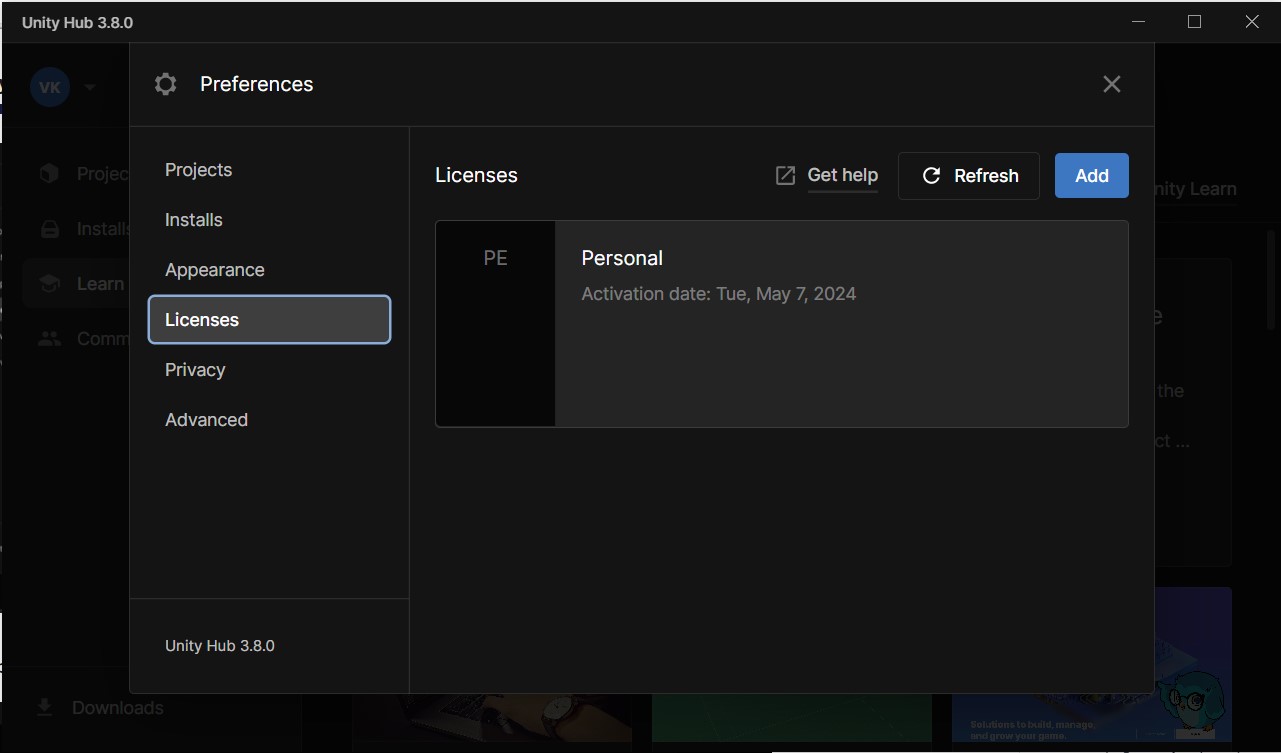 Unity Hub 3.8.0
VK
Preferences
Projects
Installs
Appearance
Licenses
Privacy
Advanced
Unity Hub 3.8.0
Licenses
Get help
Refresh
Add
PE
Personal
Activation date: Tue, May 7, 2024
Projec
Installs
Learn
Comm
Downloads
nity Learn
e
the
ct ...
Solutions to build, manage,
and grow your game.